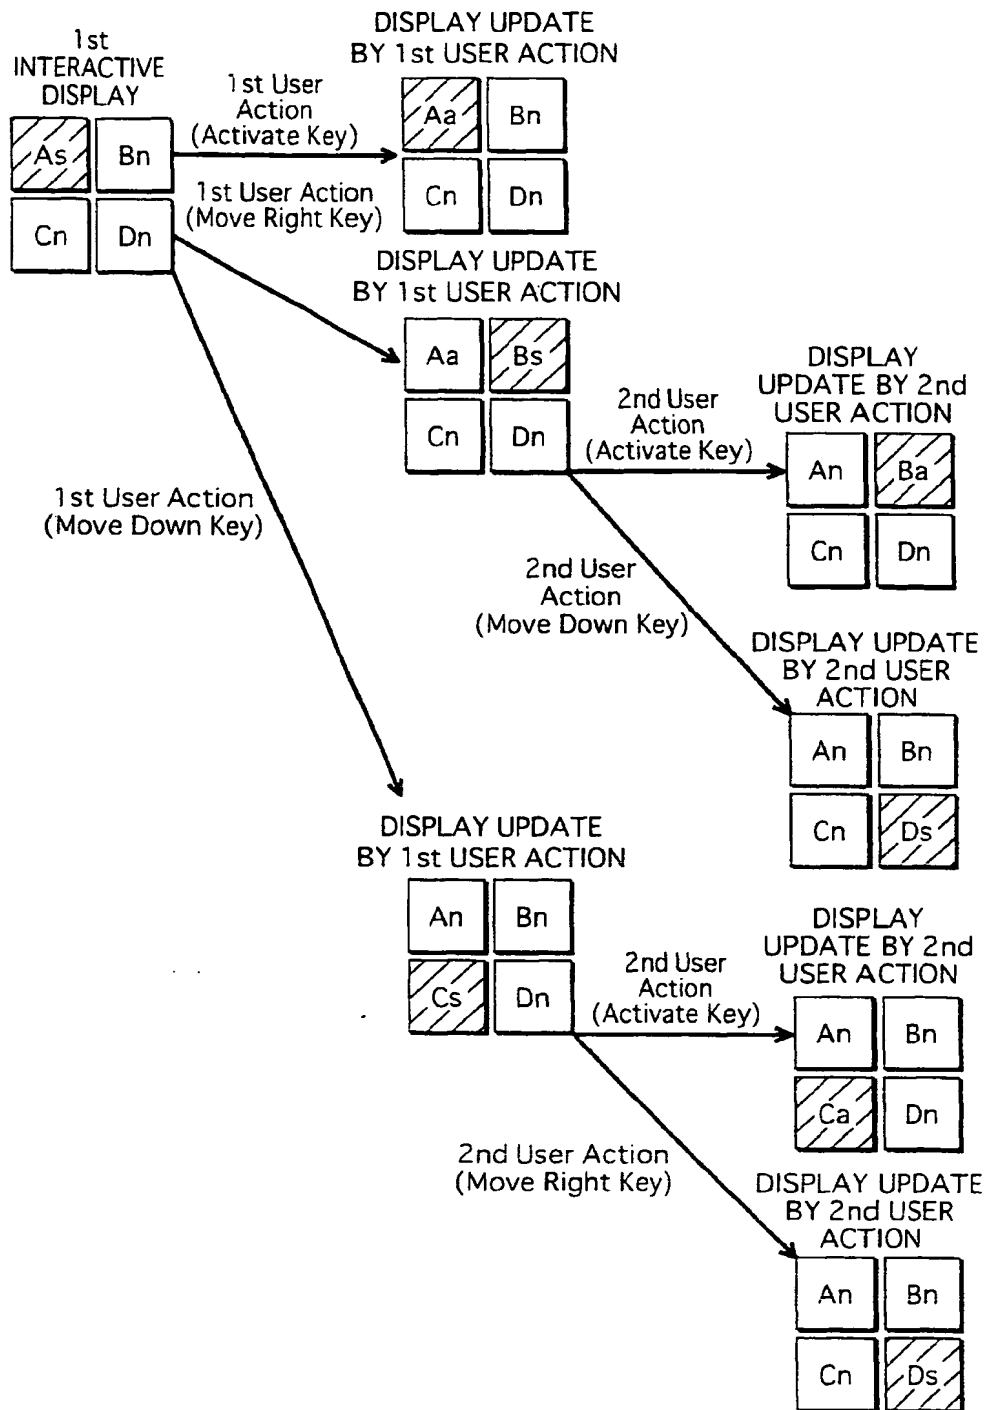 1st
INTERACTIVE
DISPLAY
As Bn
Cn Dn
1st User
Action
(Activate Key)
DISPLAY UPDATE
BY 1st USER ACTION
Aa Bn
Cn Dn
1st User Action
(Move Right Key)
DISPLAY UPDATE
BY 1st USER ACTION
Aa Bs
Cn Dn
2nd User
Action
(Activate Key)
DISPLAY
UPDATE BY 2nd
USER ACTION
An Ba
Cn Dn
1st User Action
(Move Down Key)
2nd User
Action
(Move Down Key)
DISPLAY UPDATE
BY 2nd USER
ACTION
An Bn
Cn Ds
DISPLAY UPDATE
BY 1st USER ACTION
An Bn
Cs Dn
2nd User
Action
(Activate Key)
DISPLAY
UPDATE BY 2nd
USER ACTION
An Bn
Ca Dn
2nd User Action
(Move Right Key)
DISPLAY UPDATE
BY 2nd USER
ACTION
An Bn
Cn Ds